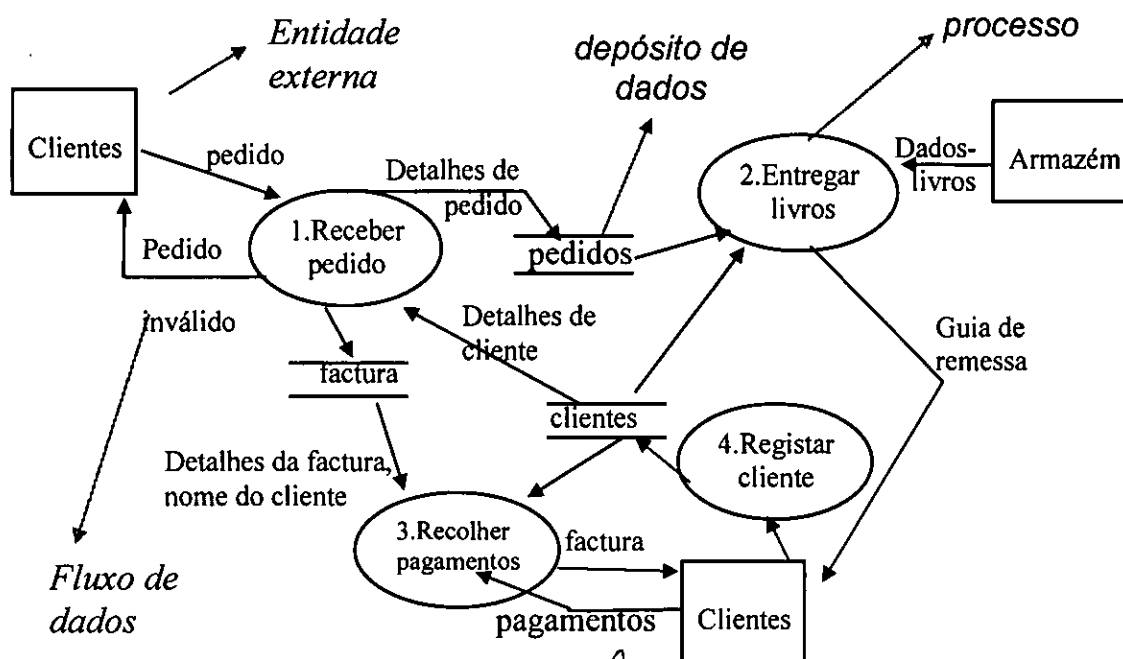 Entidade
externa
depósito de
dados
processo
Clientes
pedido
Detalhes de
pedido
2.Entregar
livros
Dados-
livros
Armazém
1.Receber
pedido
Pedido
inválido
pedidos
Detalhes de
cliente
Guia de
remessa
factura
clientes
4.Registar
cliente
Detalhes da factura,
nome do cliente
3.Recolher
pagamentos
factura
Fluxo de
dados
pagamentos
Clientes